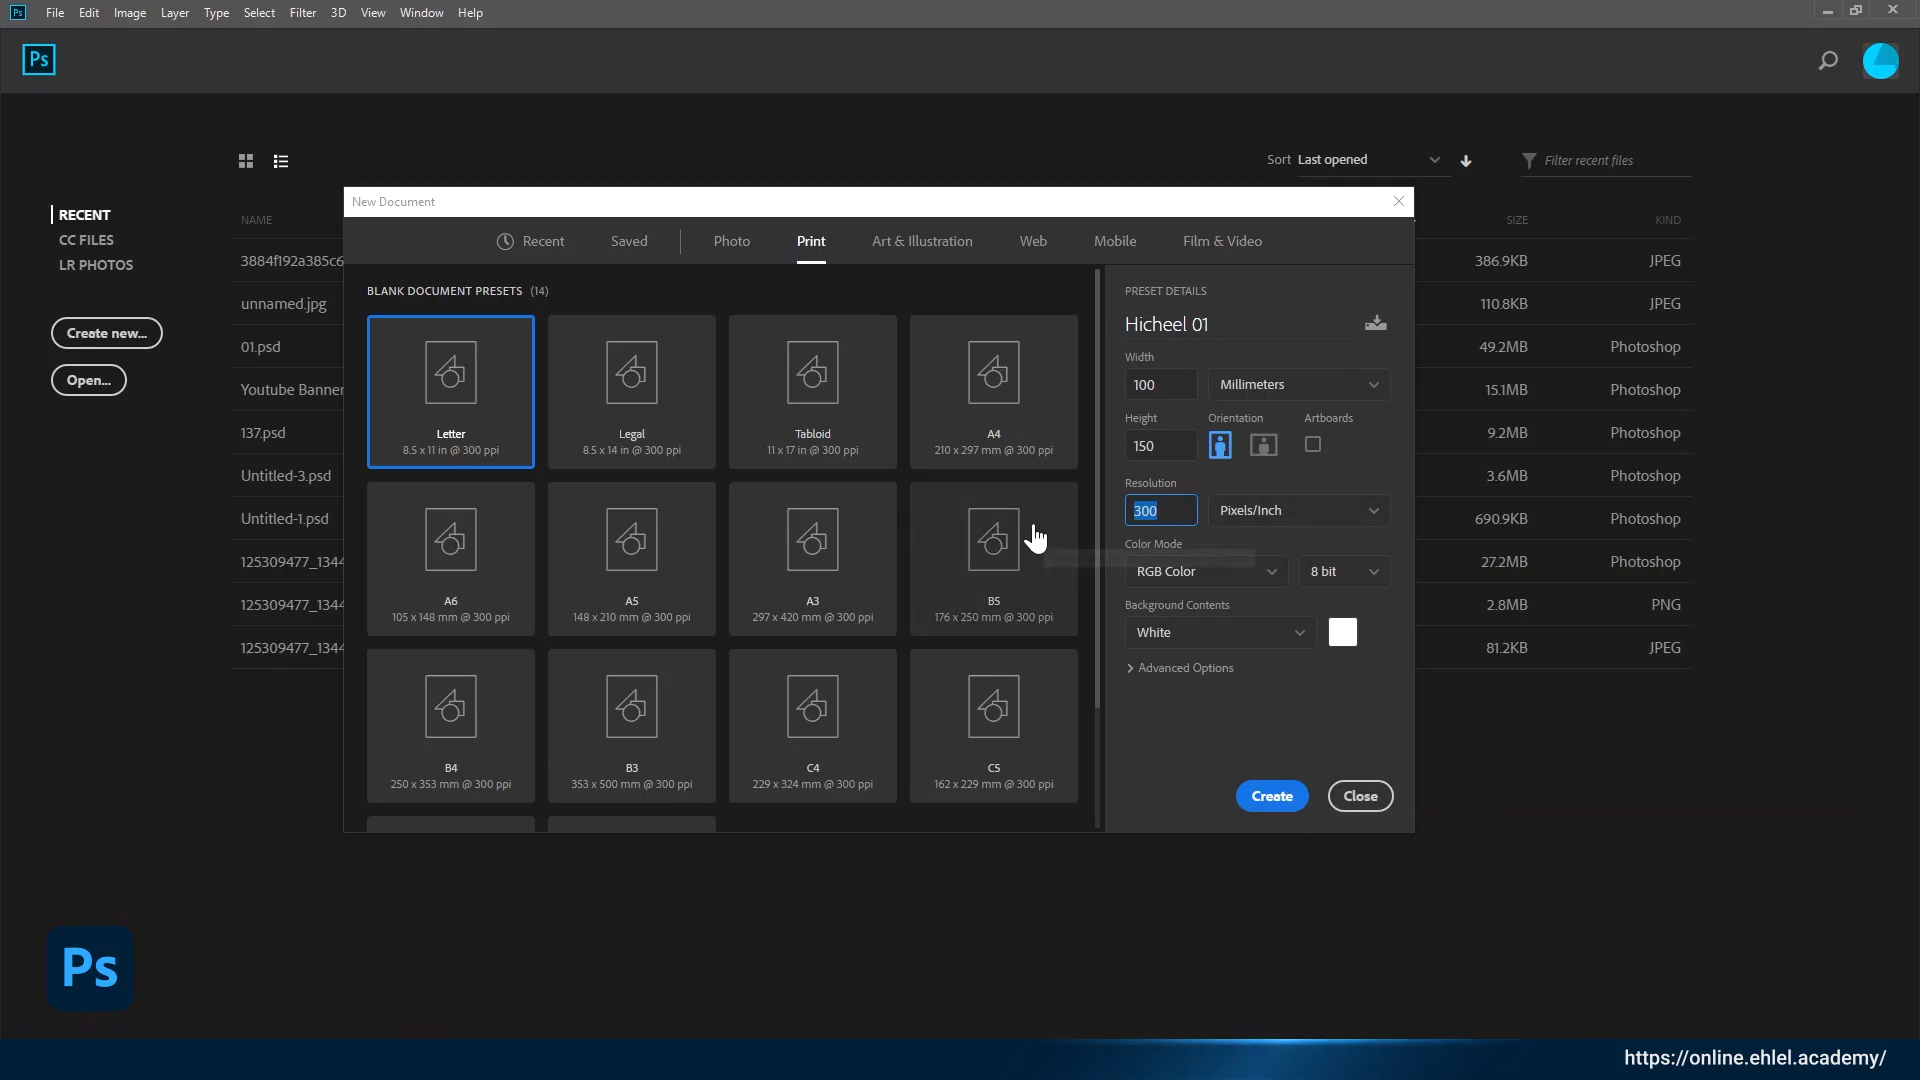 Ps File Edit Image Layer Type Select Filter 3D View Window Help
Ps
Sort Last opened Filter recent files
RECENT
CC FILES
LR PHOTOS
Create new...
Open...
NAME SIZE KIND
3884f192a385c6 386.9KB JPEG
unnamed.jpg 110.8KB JPEG
01.psd 49.2MB Photoshop
Youtube Banner 15.1MB Photoshop
137.psd 9.2MB Photoshop
Untitled-3.psd 3.6MB Photoshop
Untitled-1.psd 690.9KB Photoshop
125309477_1344 27.2MB Photoshop
125309477_1344 2.8MB PNG
125309477_1344 81.2KB JPEG
New Document
Recent Saved Photo Print Art & Illustration Web Mobile Film & Video
BLANK DOCUMENT PRESETS (14)
Letter
8.5 x 11 in @ 300 ppi
Legal
8.5 x 14 in @ 300 ppi
Tabloid
11 x 17 in @ 300 ppi
A4
210 x 297 mm @ 300 ppi
A6
105 x 148 mm @ 300 ppi
A5
148 x 210 mm @ 300 ppi
A3
297 x 420 mm @ 300 ppi
B5
176 x 250 mm @ 300 ppi
B4
250 x 353 mm @ 300 ppi
B3
353 x 500 mm @ 300 ppi
C4
229 x 324 mm @ 300 ppi
C5
162 x 229 mm @ 300 ppi
PRESET DETAILS
Hicheel 01
Width
100 Millimeters
Height Orientation Artboards
150
Resolution
300 Pixels/Inch
Color Mode
RGB Color 8 bit
Background Contents
White
Advanced Options
Create Close
Ps
https://online.ehlel.academy/